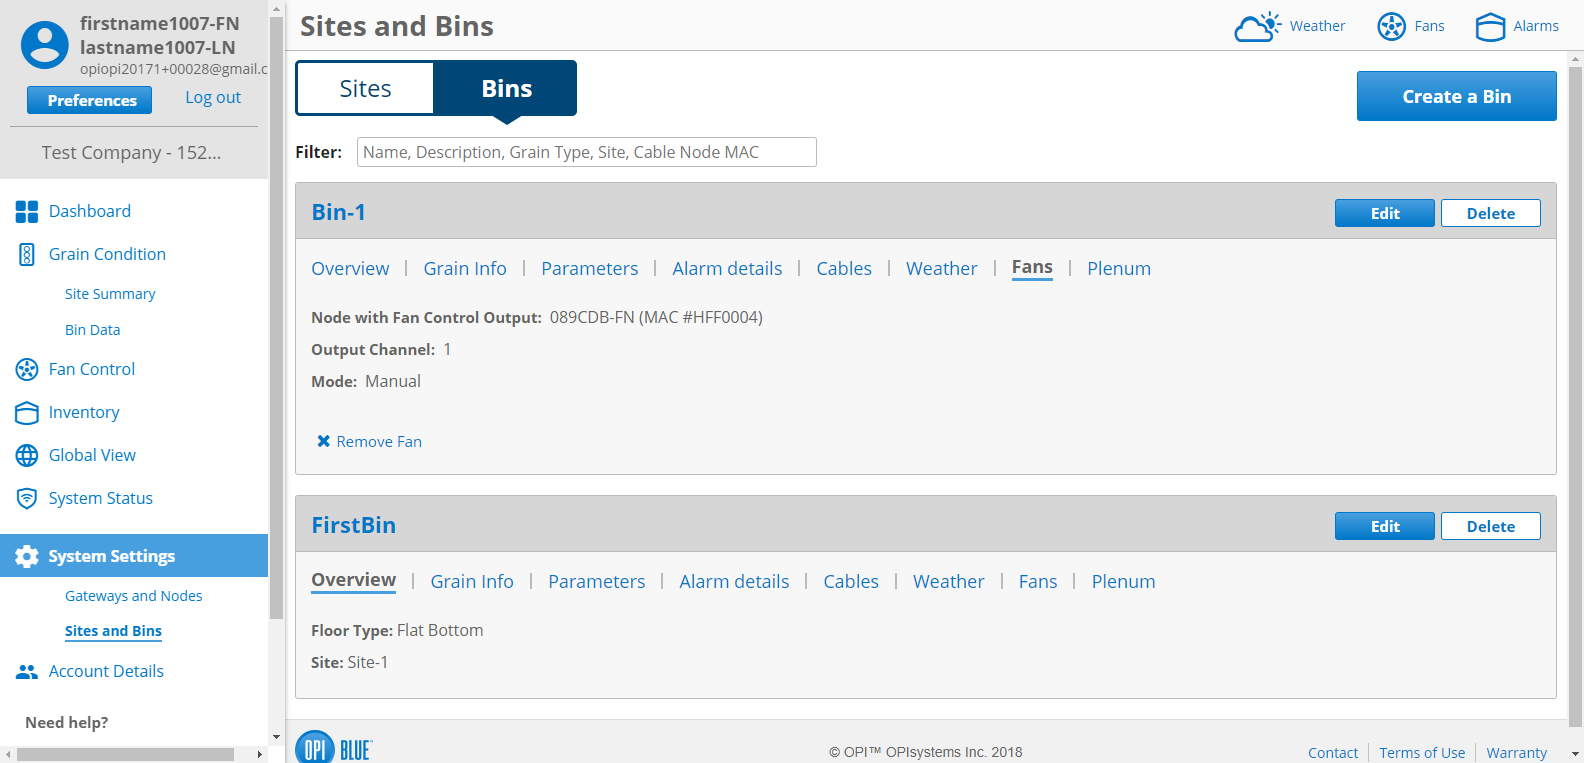 firstname1007-FN
lastname1007-LN
opiopi20171+00028@gmail.c
Preferences
Log out
Test Company - 152...
Dashboard
Grain Condition
Site Summary
Bin Data
Fan Control
Inventory
Global View
System Status
System Settings
Gateways and Nodes
Sites and Bins
Account Details
Need help?
Sites and Bins
Weather
Fans
Alarms
Sites
Bins
Create a Bin
Filter: Name, Description, Grain Type, Site, Cable Node MAC
Bin-1
Edit
Delete
Overview | Grain Info | Parameters | Alarm details | Cables | Weather | Fans | Plenum
Node with Fan Control Output: 089CDB-FN (MAC #HFF0004)
Output Channel: 1
Mode: Manual
Remove Fan
FirstBin
Edit
Delete
Overview | Grain Info | Parameters | Alarm details | Cables | Weather | Fans | Plenum
Floor Type: Flat Bottom
Site: Site-1
OPI BLUE™
© OPI™ OPIsystems Inc. 2018
Contact | Terms of Use | Warranty